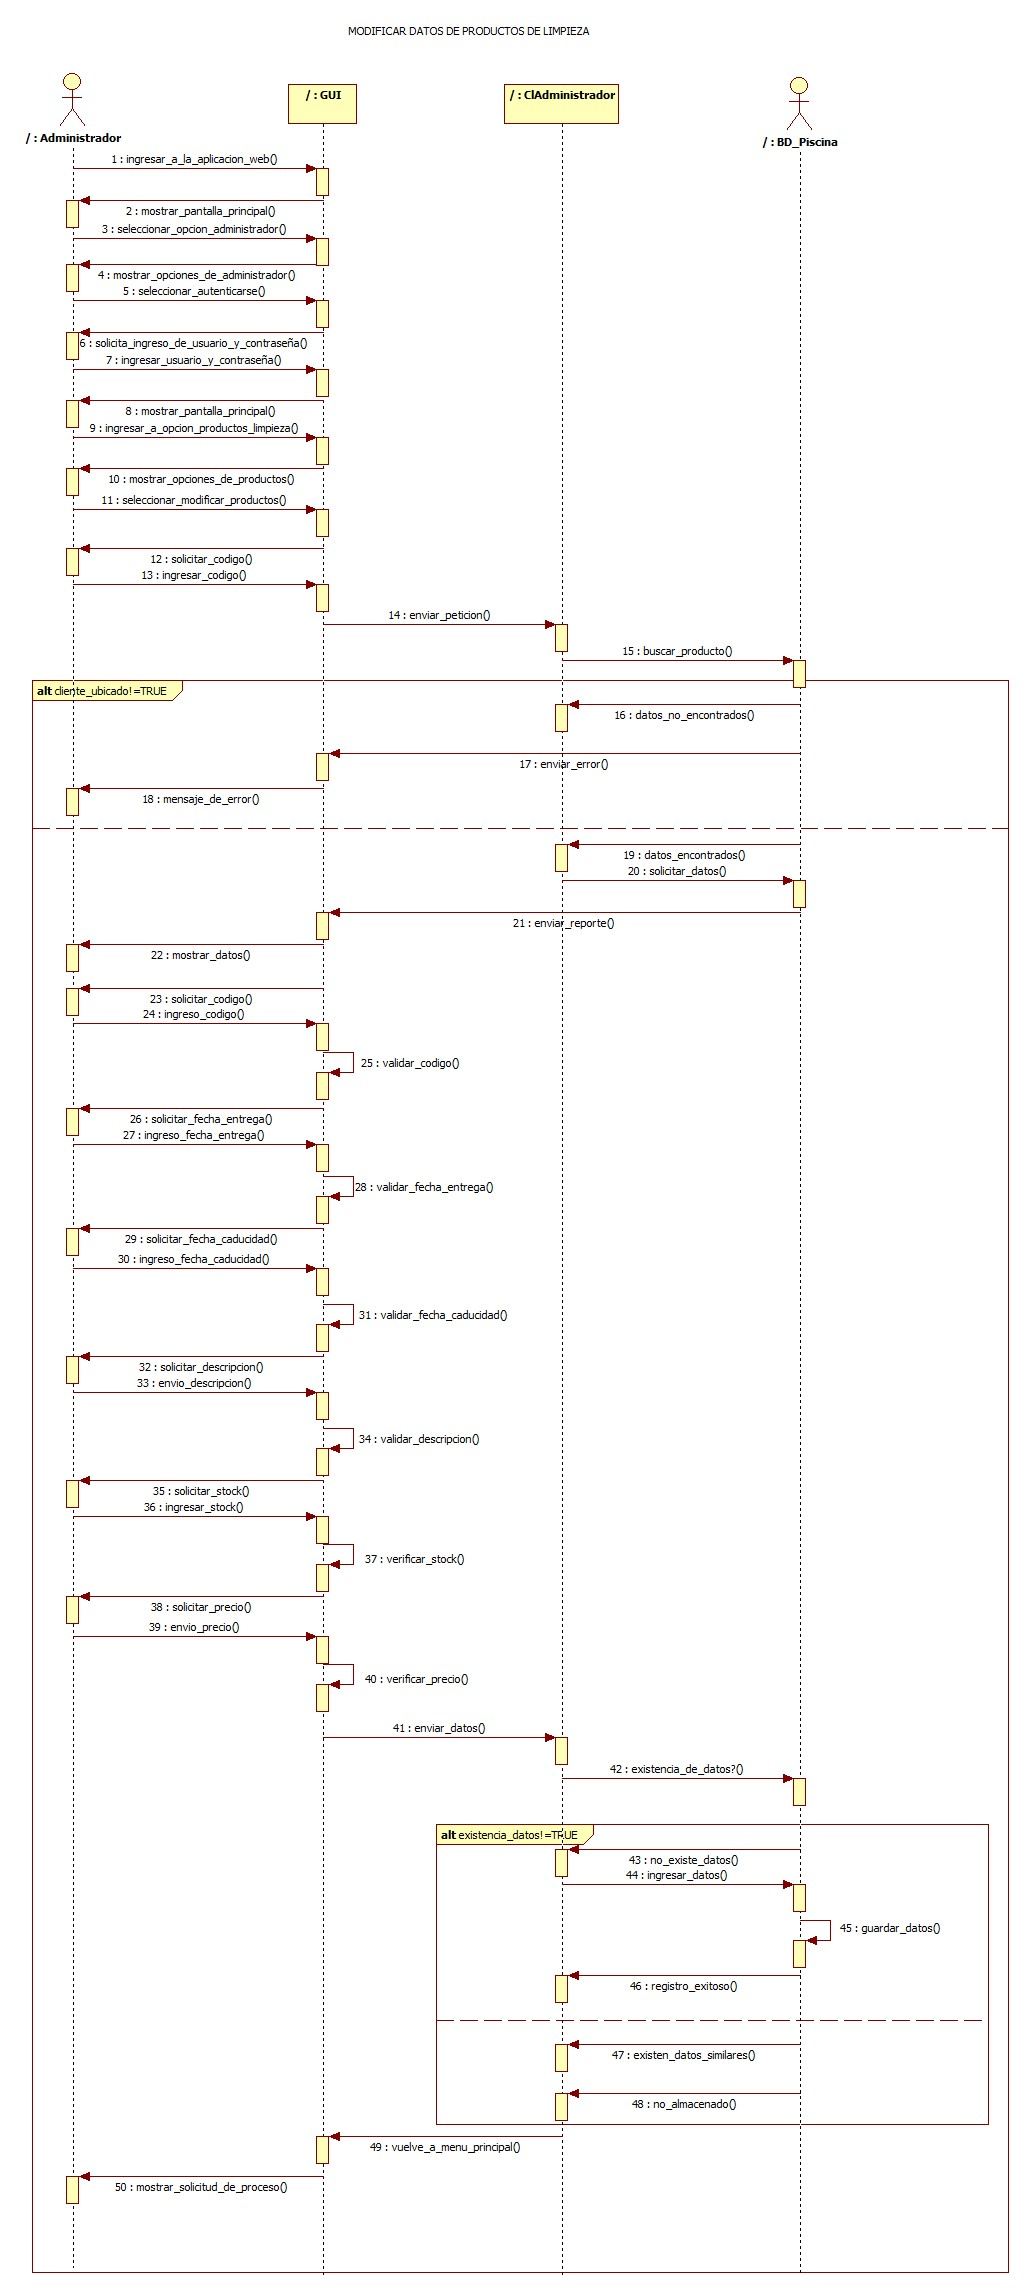 MODIFICAR DATOS DE PRODUCTOS DE LIMPIEZA
/ : Administrador
/ : GUI
/ : ClAdministrador
/ : BD_Piscina
1 : ingresar_a_la_aplicacion_web()
2 : mostrar_pantalla_principal()
3 : seleccionar_opcion_administrador()
4 : mostrar_opciones_de_administrador()
5 : seleccionar_autenticarse()
6 : solicita_ingreso_de_usuario_y_contraseña()
7 : ingresar_usuario_y_contraseña()
8 : mostrar_pantalla_principal()
9 : ingresar_a_opcion_productos_limpieza()
10 : mostrar_opciones_de_productos()
11 : seleccionar_modificar_productos()
12 : solicitar_codigo()
13 : ingresar_codigo()
14 : enviar_peticion()
15 : buscar_producto()
alt cliente_ubicado!=TRUE
16 : datos_no_encontrados()
17 : enviar_error()
18 : mensaje_de_error()
19 : datos_encontrados()
20 : solicitar_datos()
21 : enviar_reporte()
22 : mostrar_datos()
23 : solicitar_codigo()
24 : ingreso_codigo()
25 : validar_codigo()
26 : solicitar_fecha_entrega()
27 : ingreso_fecha_entrega()
28 : validar_fecha_entrega()
29 : solicitar_fecha_caducidad()
30 : ingreso_fecha_caducidad()
31 : validar_fecha_caducidad()
32 : solicitar_descripcion()
33 : envio_descripcion()
34 : validar_descripcion()
35 : solicitar_stock()
36 : ingresar_stock()
37 : verificar_stock()
38 : solicitar_precio()
39 : envio_precio()
40 : verificar_precio()
41 : enviar_datos()
42 : existencia_de_datos?()
alt existencia_datos!=TRUE
43 : no_existe_datos()
44 : ingresar_datos()
45 : guardar_datos()
46 : registro_exitoso()
47 : existen_datos_similares()
48 : no_almacenado()
49 : vuelve_a_menu_principal()
50 : mostrar_solicitud_de_proceso()